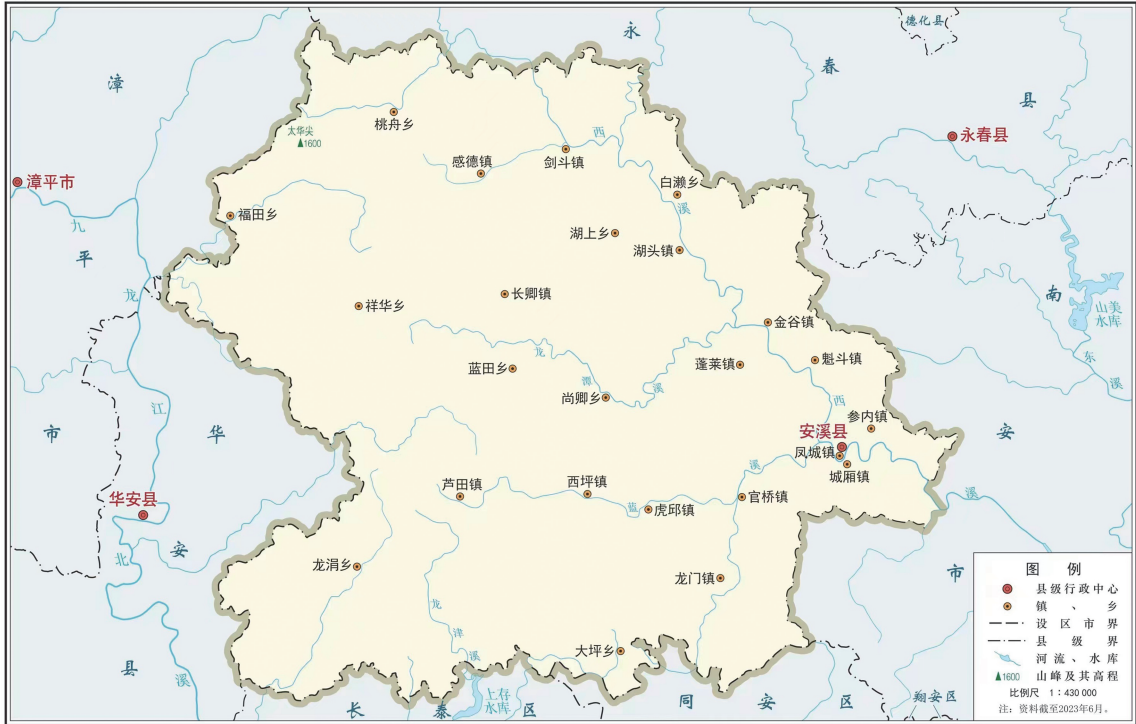 德化县
永
春
县
漳
太华尖
1600
桃舟乡
西
永春县
感德镇
剑斗镇
漳平市
白濑乡
福田乡
溪
九
湖上乡
湖头镇
平
龙
长卿镇
南
祥华乡
金谷镇
山美
水库
龙
蓝田乡
潭
溪
蓬莱镇
魁斗镇
东
溪
尚卿乡
江
西
参内镇
市
华
安溪县
安
凤城镇
城厢镇
溪
芦田镇
西坪镇
官桥镇
溪
华安县
蓝
虎邱镇
北
安
龙涓乡
龙门镇
市
龙
津
溪
大坪乡
县
溪
上存
水库
长
泰
区
同
安
区
翔安区
图 例
县级行政中心
镇 、 乡
设区市界
县级界
河流、水库
1600
山峰及其高程
比例尺 1：430 000
注：资料截至2023年6月。